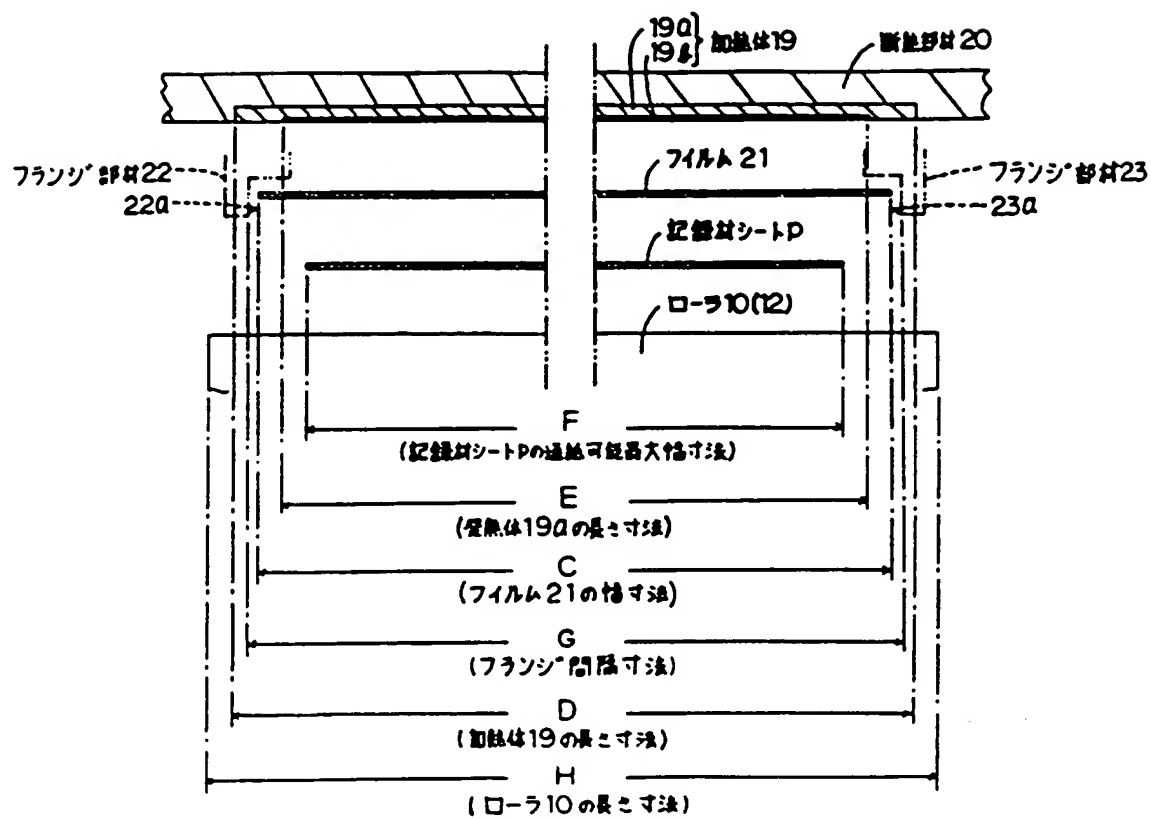 19a
19b
加熱体19
断熱部材20
フランジ部材22
22a
フイルム21
フランジ部材23
23a
記録材シートP
ローラ10(12)
F
(記録材シートPの通紙可能最大幅寸法)
E
(発熱体19aの長さ寸法)
C
(フイルム21の幅寸法)
G
(フランジ間隔寸法)
D
(加熱体19の長さ寸法)
H
(ローラ10の長さ寸法)